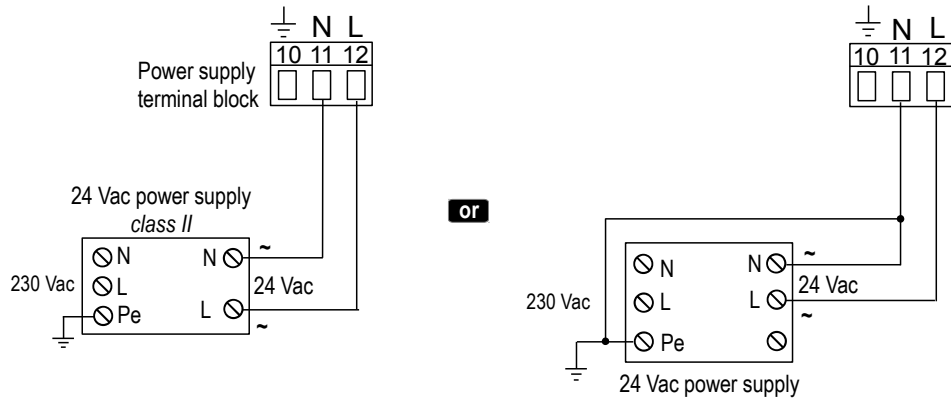 N L
10 11 12
Power supply
terminal block
24 Vac power supply
class II
~
N N
230 Vac L 24 Vac
Pe L
~
or
N L
10 11 12
~
N N
230 Vac L L 24 Vac
~
Pe
24 Vac power supply